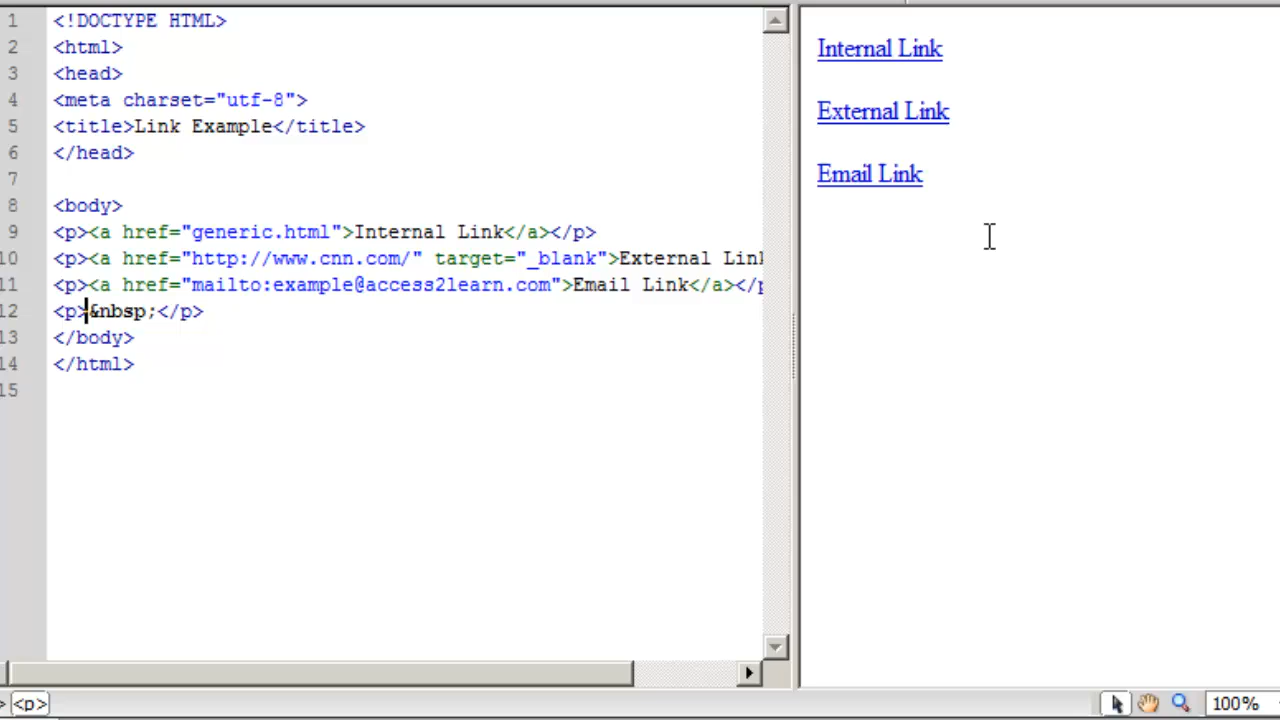 1 <!DOCTYPE HTML>
2 <html>
3 <head>
4 <meta charset="utf-8">
5 <title>Link Example</title>
6 </head>
7
8 <body>
9 <p><a href="generic.html">Internal Link</a></p>
10 <p><a href="http://www.cnn.com/" target="_blank">External Link
11 <p><a href="mailto:example@access2learn.com">Email Link</a></p
12 <p>&nbsp;</p>
13 </body>
14 </html>
15
Internal Link
External Link
Email Link
> <p>
100%